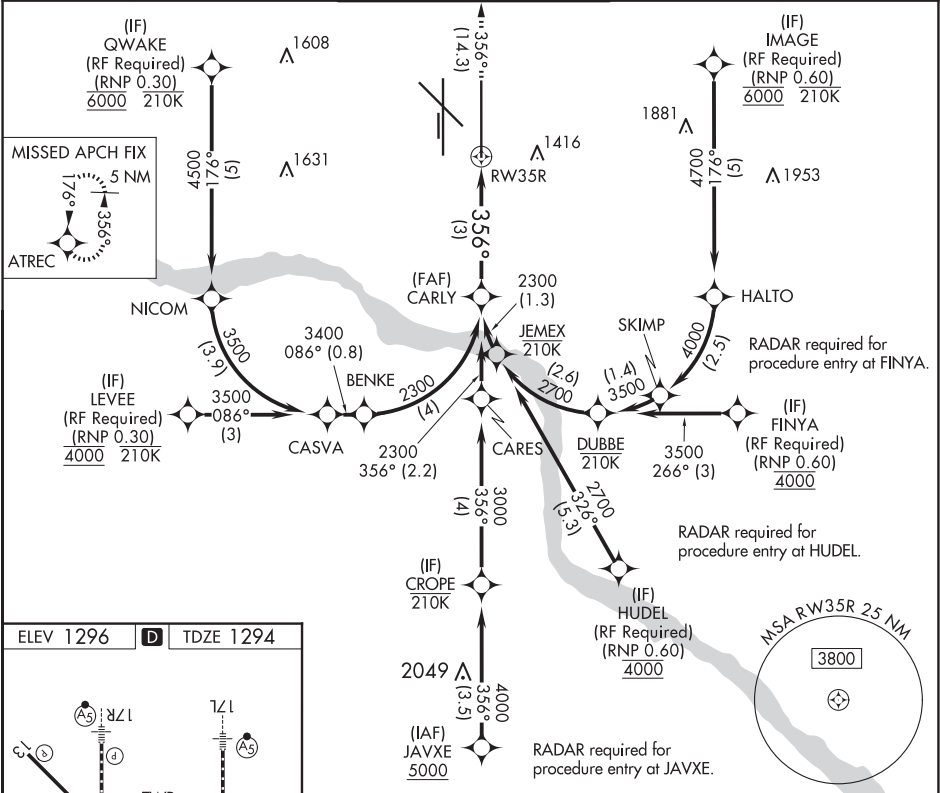 (IF)
QWAKE
(RF Required)
(RNP 0.30)
6000 210K
1608
356°
(14.3)
(IF)
IMAGE
(RF Required)
(RNP 0.60)
6000 210K
1881
MISSED APCH FIX
5 NM
176°
356°
ATREC
4500
176°
(5)
1631
1416
RW35R
4700
176°
(5)
1953
356°
(3)
NICOM
(FAF)
CARLY
2300
(1.3)
HALTO
JEMEX
210K
SKIMP
4000
(2.5)
RADAR required for
procedure entry at FINYA.
3500
(3.9)
3400
086° (0.8)
BENKE
2300
(4)
(2.6)
2700
(1.4)
3500
(IF)
LEVEE
(RF Required)
(RNP 0.30)
4000 210K
3500
086°
(3)
CASVA
2300
356° (2.2)
CARES
DUBBE
210K
3500
266° (3)
(IF)
FINYA
(RF Required)
(RNP 0.60)
4000
3000
356°
(4)
2700
326°
(5.3)
RADAR required for
procedure entry at HUDEL.
(IF)
CROPE
210K
(IF)
HUDEL
(RF Required)
(RNP 0.60)
4000
MSA RW35R 25 NM
3800
2049
4000
356°
(3.5)
(IAF)
JAVXE
5000
RADAR required for
procedure entry at JAVXE.
ELEV 1296 D TDZE 1294
A5
17R
17L
A5
13
P
P